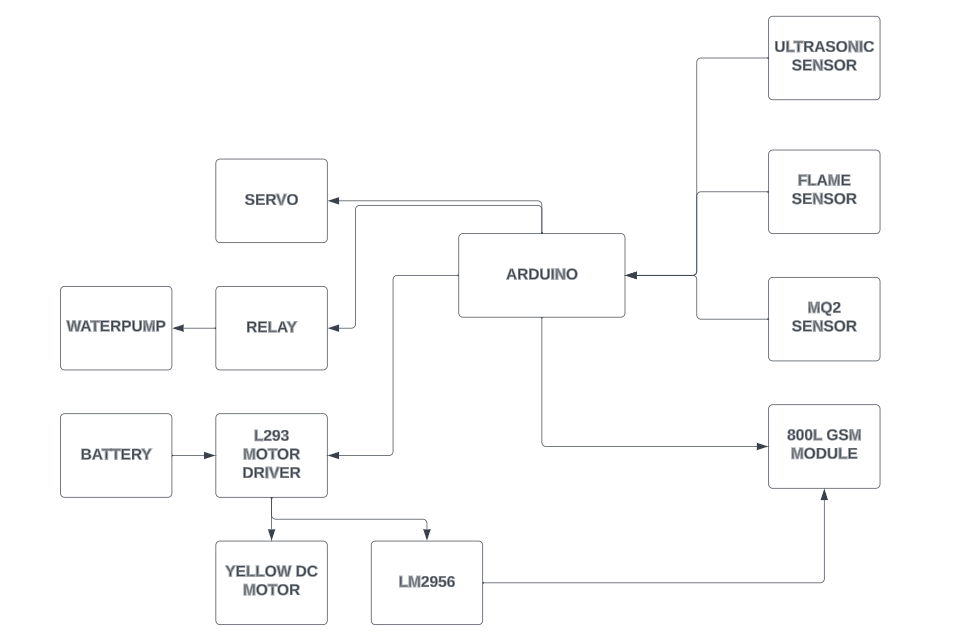 ULTRASONIC
SENSOR
FLAME
SENSOR
SERVO
ARDUINO
MQ2
SENSOR
WATERPUMP
RELAY
BATTERY
L293
MOTOR
DRIVER
800L GSM
MODULE
YELLOW DC
MOTOR
LM2956